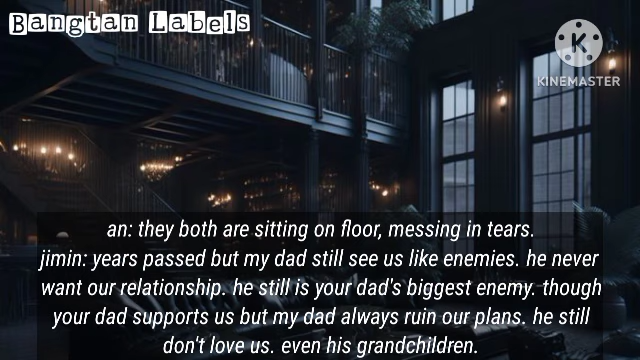 Bangtan Labels
K
KINEMASTER
an: they both are sitting on floor, messing in tears.
jimin: years passed but my dad still see us like enemies. he never
want our relationship. he still is your dad's biggest enemy. though
your dad supports us but my dad always ruin our plans. he still
don't love us. even his grandchildren.